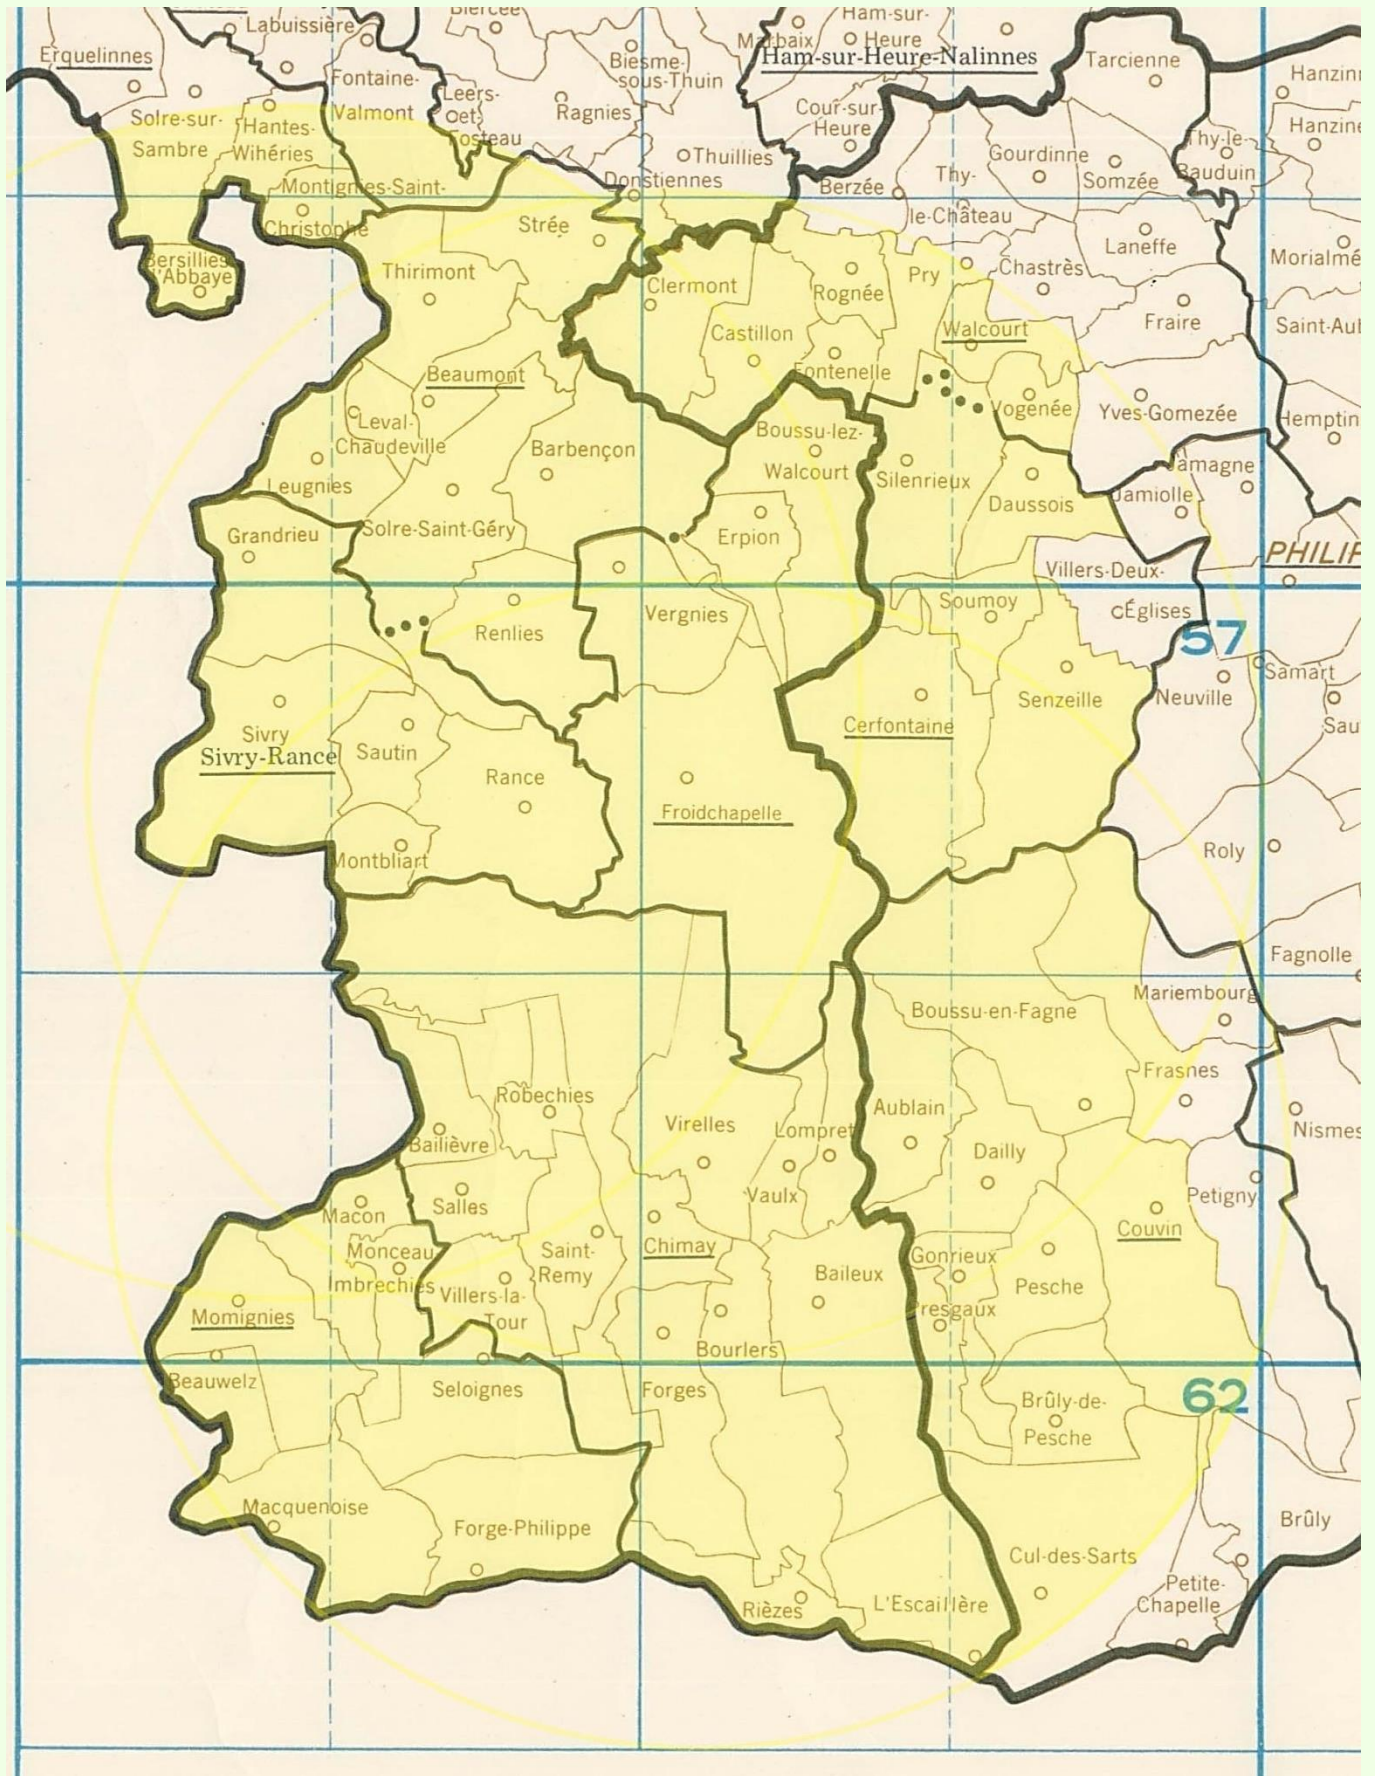 Labuissière
Biercée
Ham-sur-
Heure
Marbaix
Ham-sur-Heure-Nalinnes
Erquelinnes
Fontaine-
Valmont
Biesme-
sous-Thuin
Tarcienne
Hanzin
Solre-sur-
Sambre
Hantes-
Wihéries
Leers-
et-
Fosteau
Ragnies
Cour-sur-
Heure
Hanzine
Thuillies
Gourdinne
Somzée
Thy-le-
Bauduin
Montignies-Saint-
Christophe
Donstiennes
Berzée
Thy-
le-Château
Strée
Laneffe
Morialmé
Bersillies-
l'Abbaye
Thirimont
Clermont
Rognée
Pry
Chastrès
Castillon
Walcourt
Fraire
Saint-Aub
Beaumont
Fontenelle
Vogenée
Yves-Gomezée
Hemptin
Leval-
Chaudeville
Barbençon
Boussu-lez-
Walcourt
Silenrieux
Jamagne
Leugnies
Daussois
Jamiolle
Grandrieu
Solre-Saint-Géry
Erpion
PHILIP
Villers-Deux-
Églises
Renlies
Vergnies
Soumoy
57
Samart
Sau
Sivry
Sivry-Rance
Sautin
Senzeille
Neuville
Cerfontaine
Rance
Froidchapelle
Montbliart
Roly
Fagnolle
Mariembourg
Boussu-en-Fagne
Robechies
Frasnes
Bailièvre
Virelles
Lompret
Aublain
Dailly
Nismes
Salles
Vaulx
Petigny
Macon
Couvin
Monceau-
Imbrechies
Saint-
Remy
Chimay
Baileux
Gonrieux
Pesche
Villers-la-
Tour
Momignies
Presgaux
Bourlers
Beauwelz
Seloignes
Forges
Brûly-de-
Pesche
62
Macquenoise
Forge-Philippe
Brûly
Cul-des-Sarts
Petite-
Chapelle
Rièzes
L'Escaillère